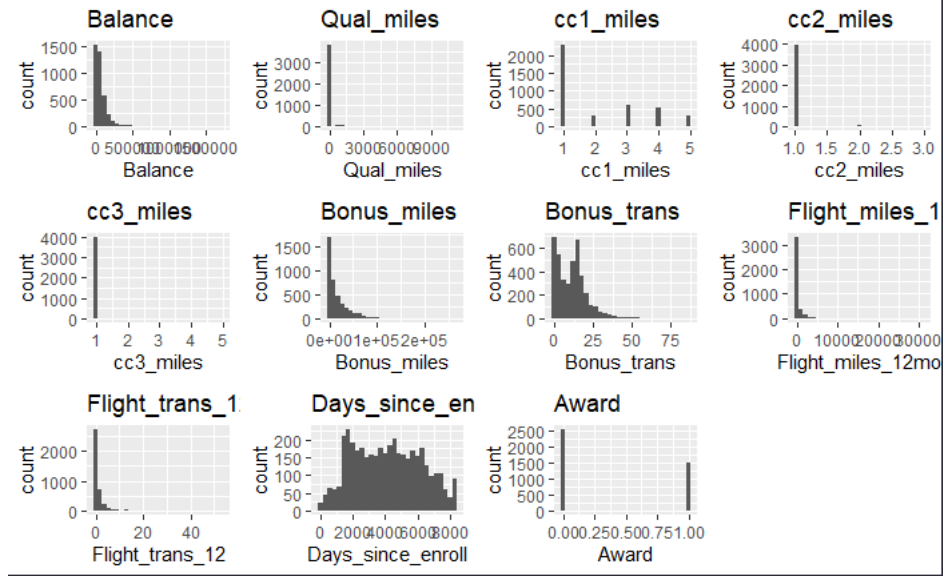 Balance
count
1500
1000
500
0
0 500000 1000000 1500000
Balance
Qual_miles
count
3000
2000
1000
0
0 3000 6000 9000
Qual_miles
cc1_miles
count
2000
1500
1000
500
0
1 2 3 4 5
cc1_miles
cc2_miles
count
4000
3000
2000
1000
0
1.0 1.5 2.0 2.5 3.0
cc2_miles
cc3_miles
count
4000
3000
2000
1000
0
1 2 3 4 5
cc3_miles
Bonus_miles
count
1500
1000
500
0
0e+00 1e+05 2e+05
Bonus_miles
Bonus_trans
count
600
400
200
0
0 25 50 75
Bonus_trans
Flight_miles_1
count
3000
2000
1000
0
0 10000 20000 30000
Flight_miles_12mo
Flight_trans_1
count
2000
1000
0
0 20 40
Flight_trans_12
Days_since_en
count
200
150
100
50
0
0 2000 4000 6000 8000
Days_since_enroll
Award
count
2500
2000
1500
1000
500
0
0.00 0.25 0.50 0.75 1.00
Award